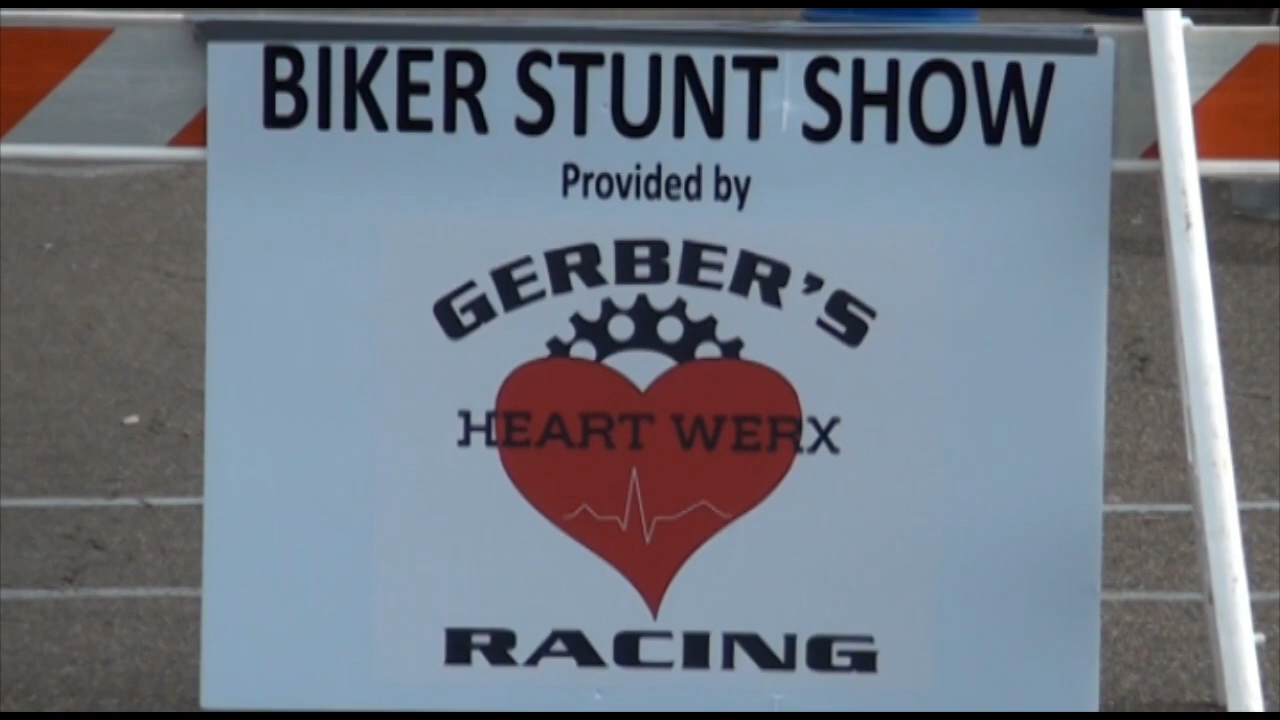 BIKER STUNT SHOW
Provided by
GERBER'S
HEART WERX
RACING